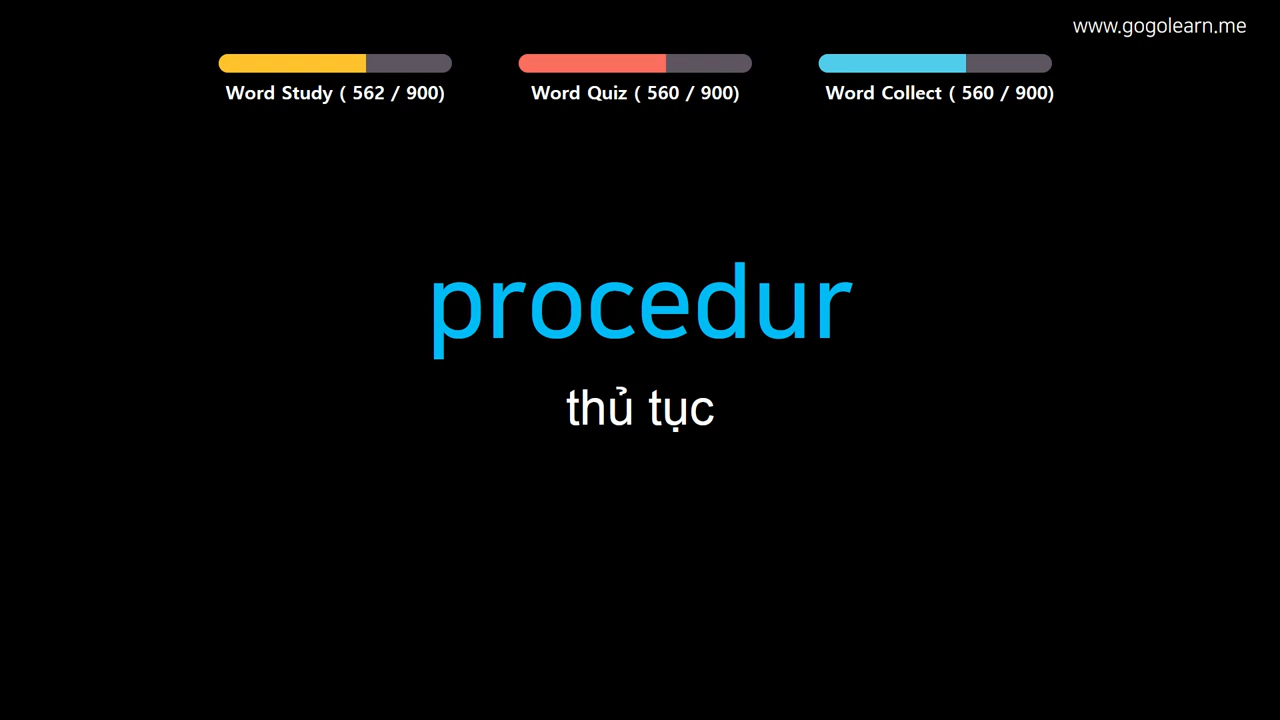 www.gogolearn.me
Word Study ( 562 / 900)
Word Quiz ( 560 / 900)
Word Collect ( 560 / 900)
procedur
thủ tục